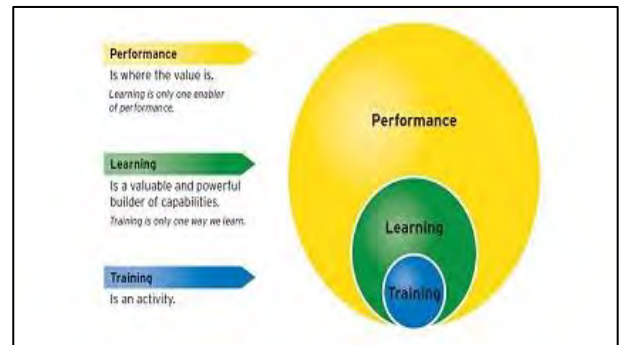 Performance
Is where the value is.
Learning is only one enabler
of performance.
Learning
Is a valuable and powerful
builder of capabilities.
Training is only one way we learn.
Training
Is an activity.
Performance
Learning
Training